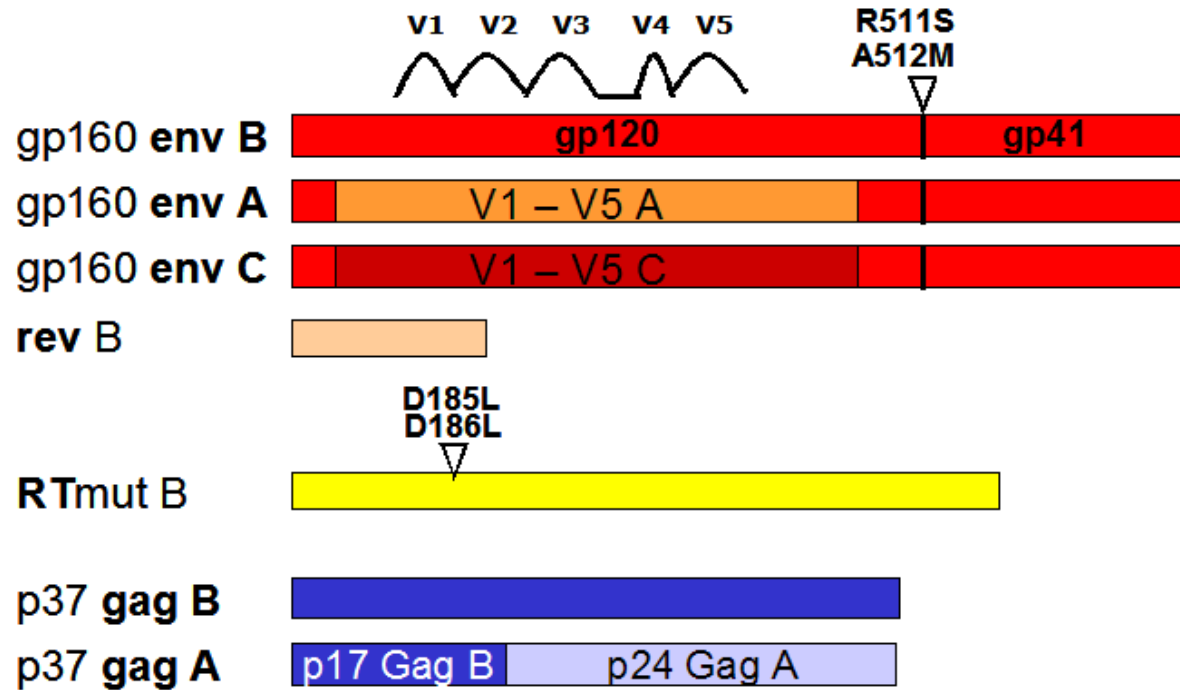 V1 V2 V3 V4 V5
R511S
A512M
gp160 env B gp120 gp41
gp160 env A V1 – V5 A
gp160 env C V1 – V5 C
rev B
D185L
D186L
RTmut B
p37 gag B
p37 gag A p17 Gag B p24 Gag A